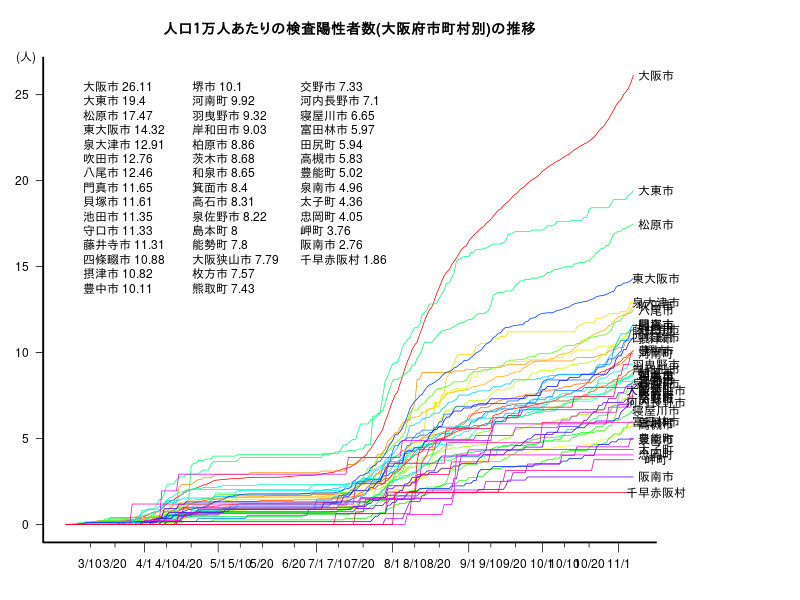 人口1万人あたりの検査陽性者数(大阪府市町村別)の推移
(人)
大阪市 26.11 堺市 10.1 交野市 7.33
大東市 19.4 河南町 9.92 河内長野市 7.1
松原市 17.47 羽曳野市 9.32 寝屋川市 6.65
東大阪市 14.32 岸和田市 9.03 富田林市 5.97
泉大津市 12.91 柏原市 8.86 田尻町 5.94
吹田市 12.76 茨木市 8.68 高槻市 5.83
八尾市 12.46 和泉市 8.65 豊能町 5.02
門真市 11.65 箕面市 8.4 泉南市 4.96
貝塚市 11.61 高石市 8.31 太子町 4.36
池田市 11.35 泉佐野市 8.22 忠岡町 4.05
守口市 11.33 島本町 8 岬町 3.76
藤井寺市 11.31 能勢町 7.8 阪南市 2.76
四條畷市 10.88 大阪狭山市 7.79 千早赤阪村 1.86
摂津市 10.82 枚方市 7.57
豊中市 10.11 熊取町 7.43
25
20
15
10
5
0
大阪市
大東市
松原市
東大阪市
泉大津市
八尾市
河南町
羽曳野市
寝屋川市
岬町
阪南市
千早赤阪村
3/10 3/20 4/1 4/10 4/20 5/1 5/10 5/20 6/20 7/1 7/10 7/20 8/1 8/10 8/20 9/1 9/10 9/20 10/1 10/10 10/20 11/1